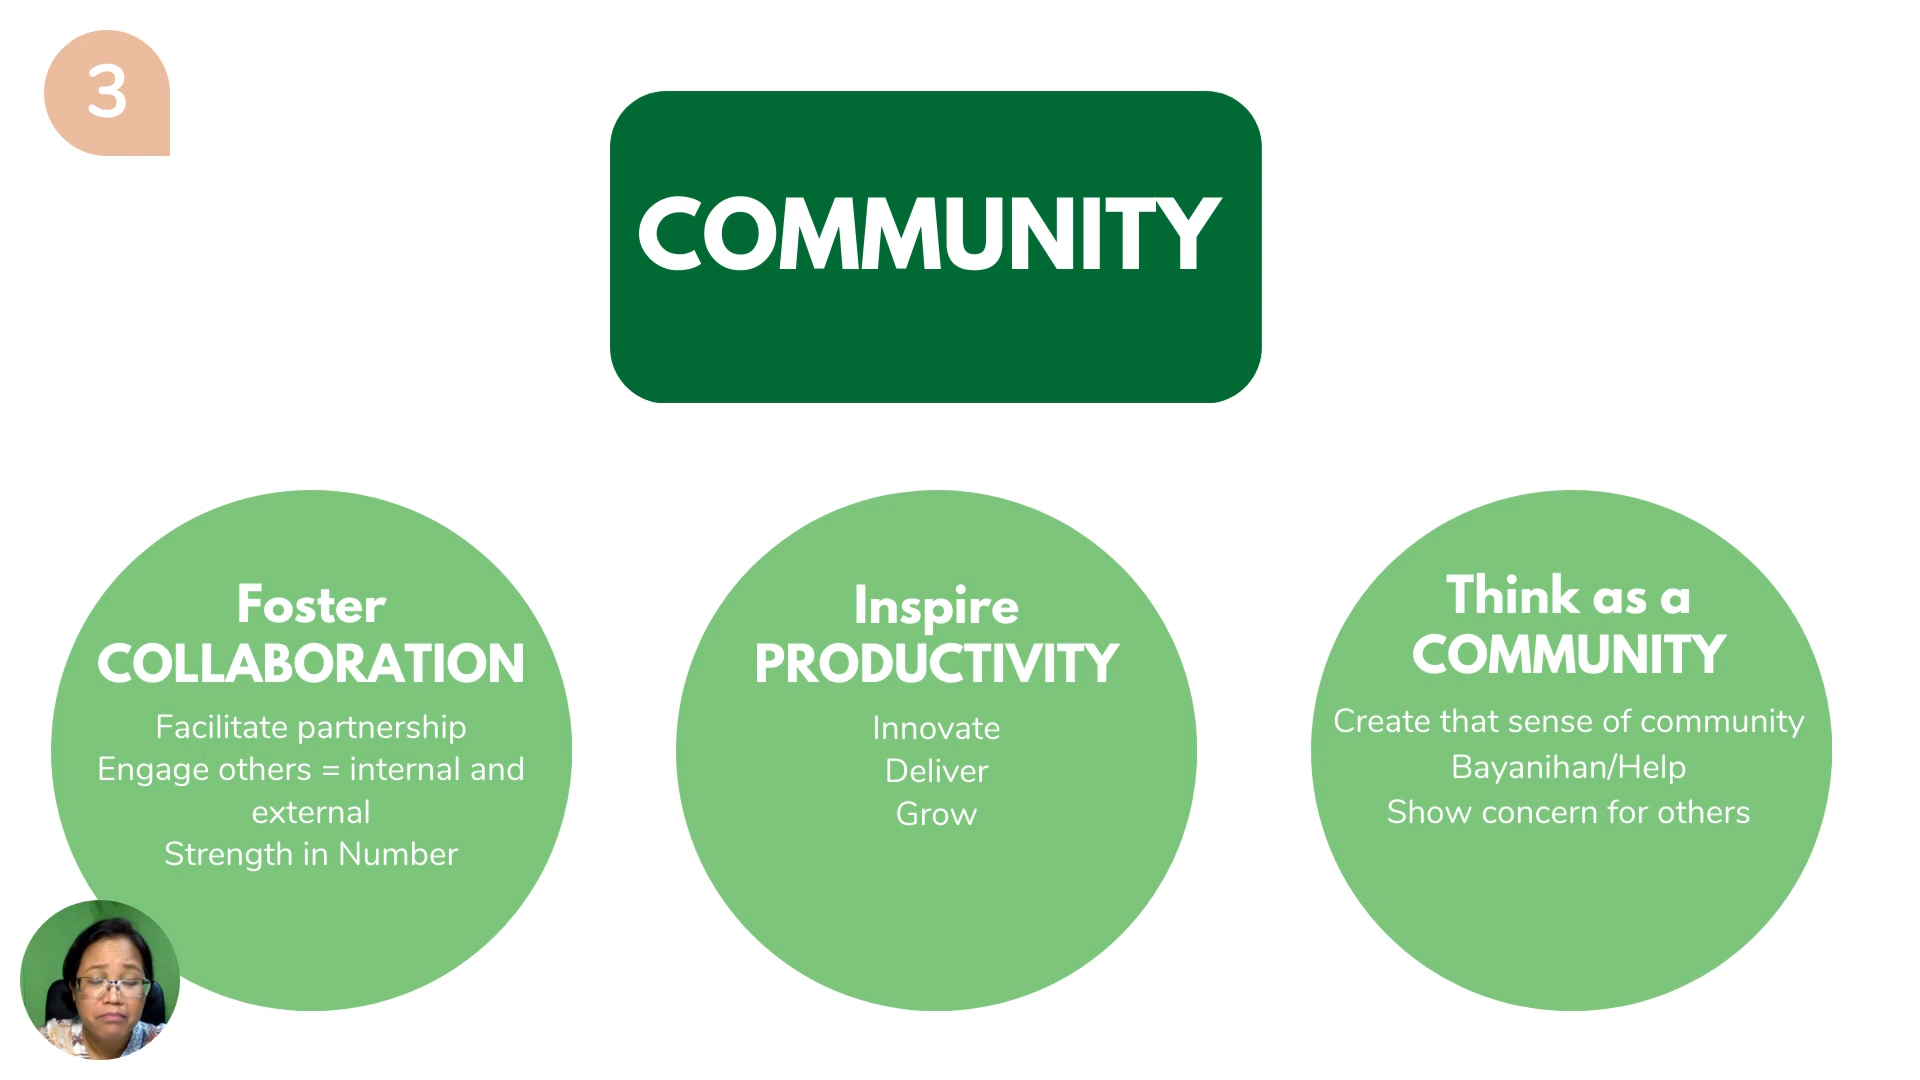 3
COMMUNITY
Foster
COLLABORATION
Facilitate partnership
Engage others = internal and
external
Strength in Number
Inspire
PRODUCTIVITY
Innovate
Deliver
Grow
Think as a
COMMUNITY
Create that sense of community
Bayanihan/Help
Show concern for others